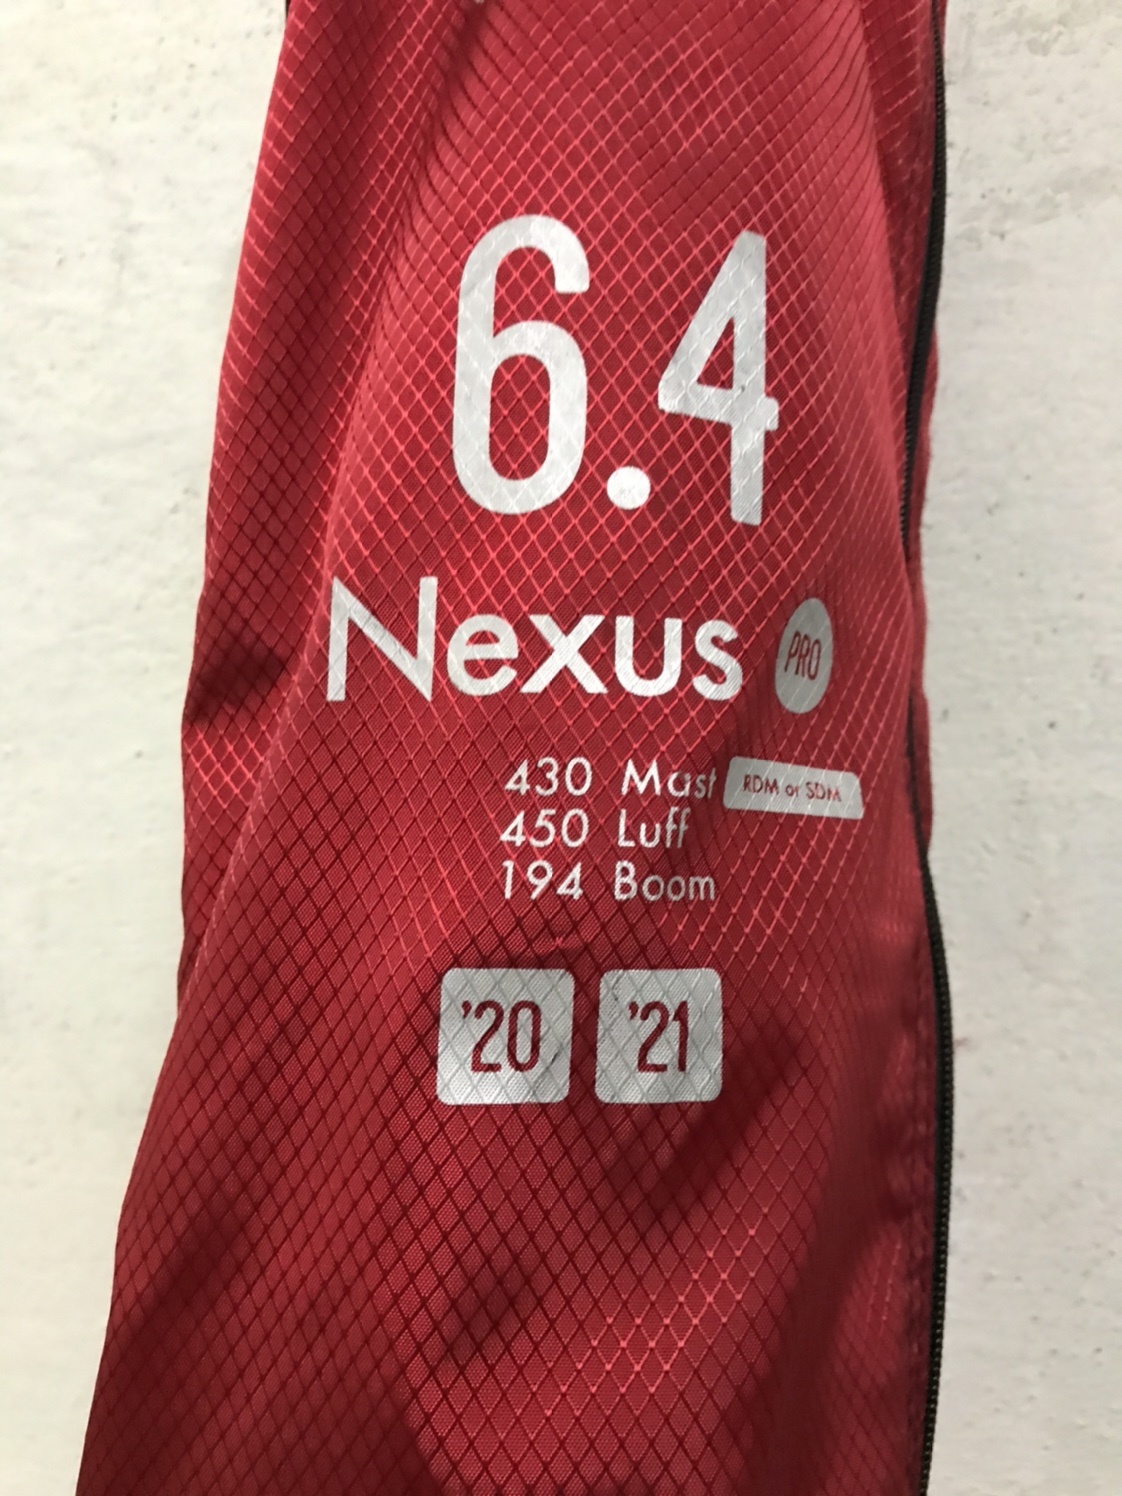 6.4
Nexus PRO
430 Mast RDM or SDM
450 Luff
194 Boom
'20 '21